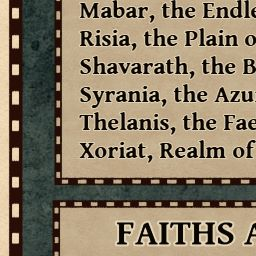 Mabar, the Endle
Risia, the Plain o
Shavarath, the B
Syrania, the Azu
Thelanis, the Fae
Xoriat, Realm of
FAITHS A